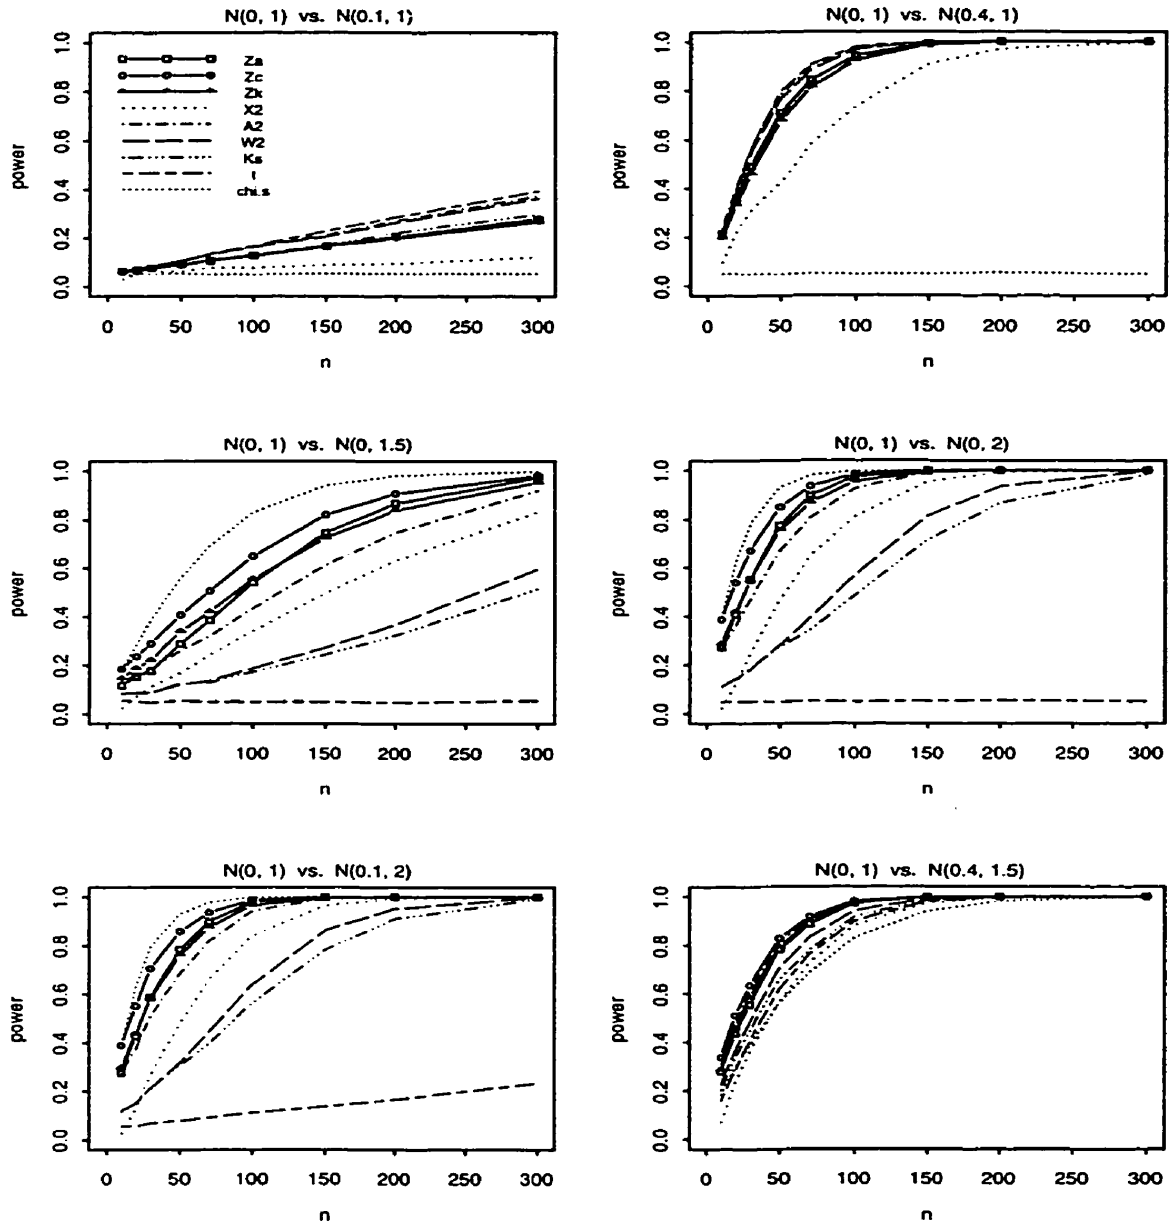 N(0, 1) vs. N(0.1, 1)
power
0.0 0.2 0.4 0.6 0.8 1.0
Za
Zc
Zk
X2
A2
W2
Ks
t
chi.s
0 50 100 150 200 250 300
n
N(0, 1) vs. N(0.4, 1)
power
0.0 0.2 0.4 0.6 0.8 1.0
0 50 100 150 200 250 300
n
N(0, 1) vs. N(0, 1.5)
power
0.0 0.2 0.4 0.6 0.8 1.0
0 50 100 150 200 250 300
n
N(0, 1) vs. N(0, 2)
power
0.0 0.2 0.4 0.6 0.8 1.0
0 50 100 150 200 250 300
n
N(0, 1) vs. N(0.1, 2)
power
0.0 0.2 0.4 0.6 0.8 1.0
0 50 100 150 200 250 300
n
N(0, 1) vs. N(0.4, 1.5)
power
0.0 0.2 0.4 0.6 0.8 1.0
0 50 100 150 200 250 300
n